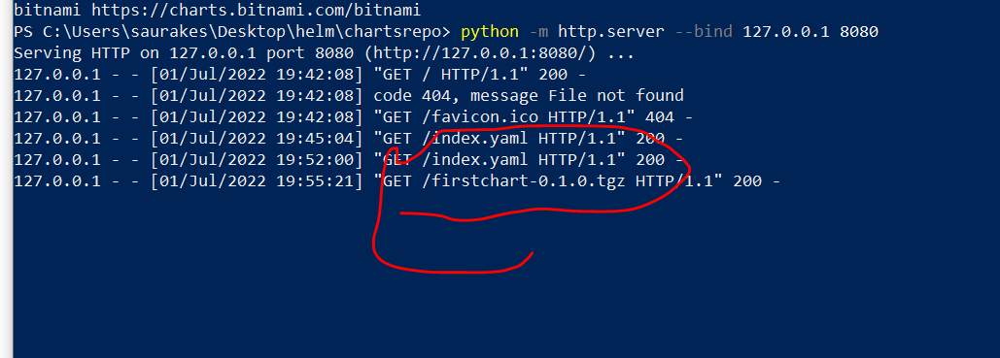 bitnami https://charts.bitnami.com/bitnami
PS C:\Users\saurakes\Desktop\helm\chartsrepo> python -m http.server --bind 127.0.0.1 8080
Serving HTTP on 127.0.0.1 port 8080 (http://127.0.0.1:8080/) ...
127.0.0.1 - - [01/Jul/2022 19:42:08] "GET / HTTP/1.1" 200 -
127.0.0.1 - - [01/Jul/2022 19:42:08] code 404, message File not found
127.0.0.1 - - [01/Jul/2022 19:42:08] "GET /favicon.ico HTTP/1.1" 404 -
127.0.0.1 - - [01/Jul/2022 19:45:04] "GET /index.yaml HTTP/1.1" 200 -
127.0.0.1 - - [01/Jul/2022 19:52:00] "GET /index.yaml HTTP/1.1" 200 -
127.0.0.1 - - [01/Jul/2022 19:55:21] "GET /firstchart-0.1.0.tgz HTTP/1.1" 200 -